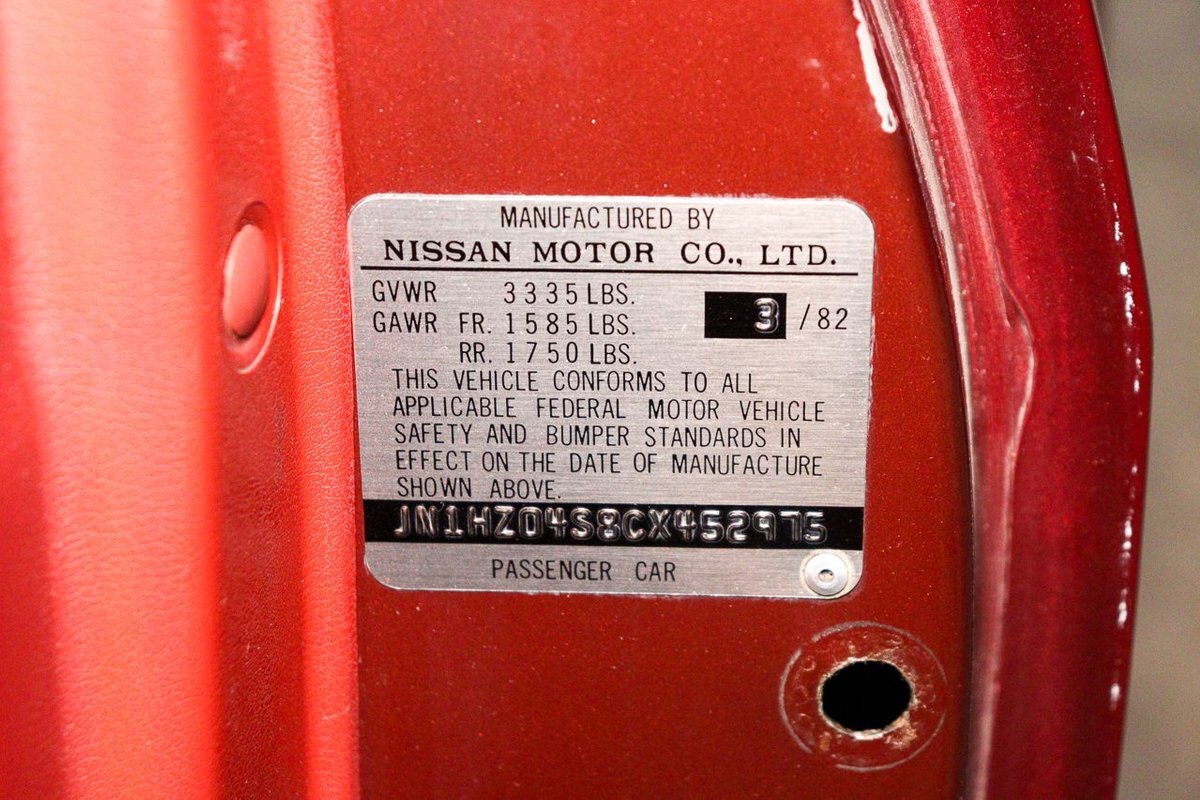 MANUFACTURED BY
NISSAN MOTOR CO., LTD.
GVWR 3335 LBS.
GAWR FR. 1585 LBS. 3 /82
RR. 1750 LBS.
THIS VEHICLE CONFORMS TO ALL
APPLICABLE FEDERAL MOTOR VEHICLE
SAFETY AND BUMPER STANDARDS IN
EFFECT ON THE DATE OF MANUFACTURE
SHOWN ABOVE.
JN1HZ04S8CX452975
PASSENGER CAR